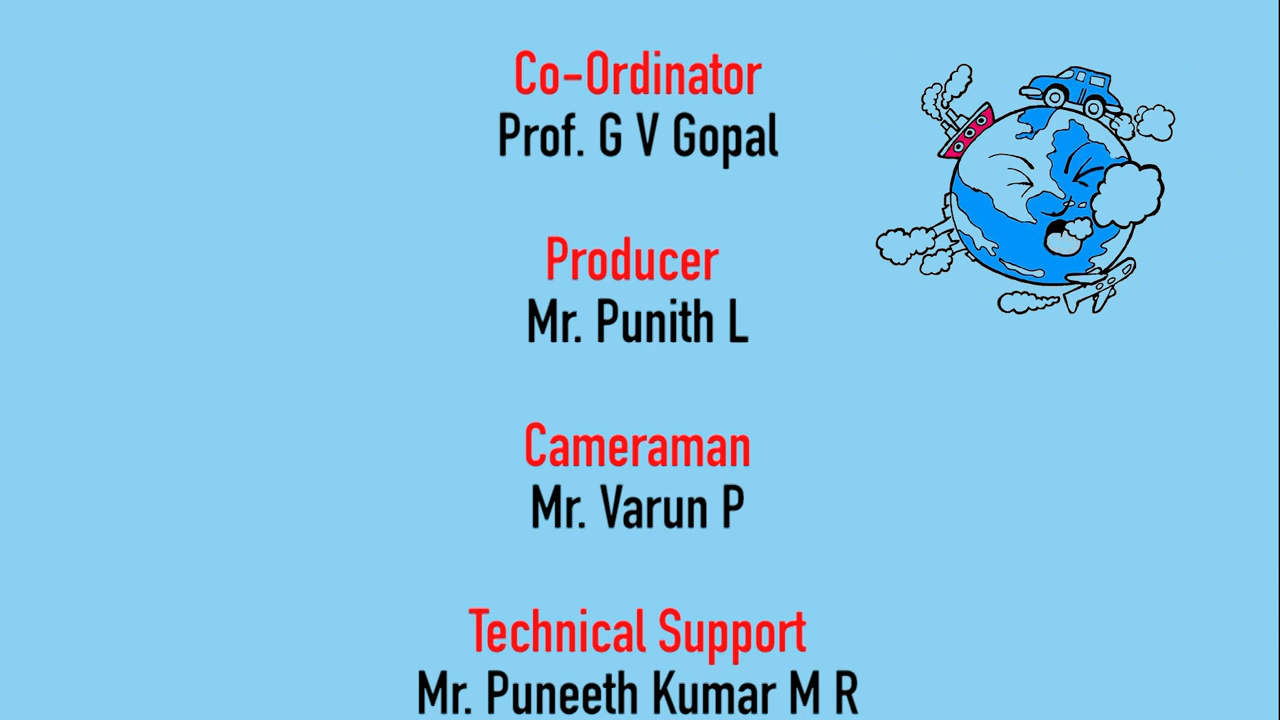 Co-Ordinator
Prof. G V Gopal
Producer
Mr. Punith L
Cameraman
Mr. Varun P
Technical Support
Mr. Puneeth Kumar M R